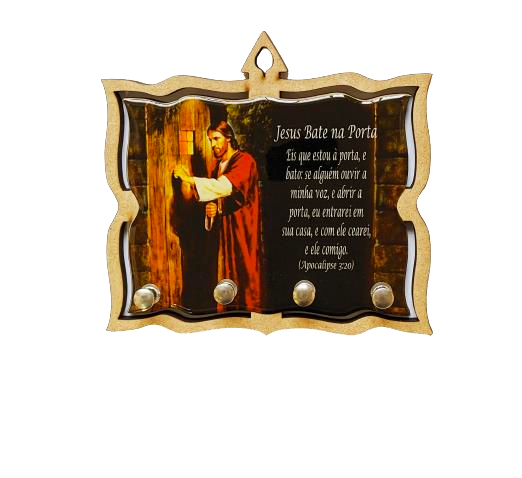 Jesus Bate na Porta
Eis que estou à porta, e
bato: se alguém ouvir a
minha voz, e abrir a
porta, eu entrarei em
sua casa, e com ele cearei,
e ele comigo.
(Apocalipse 3:20)